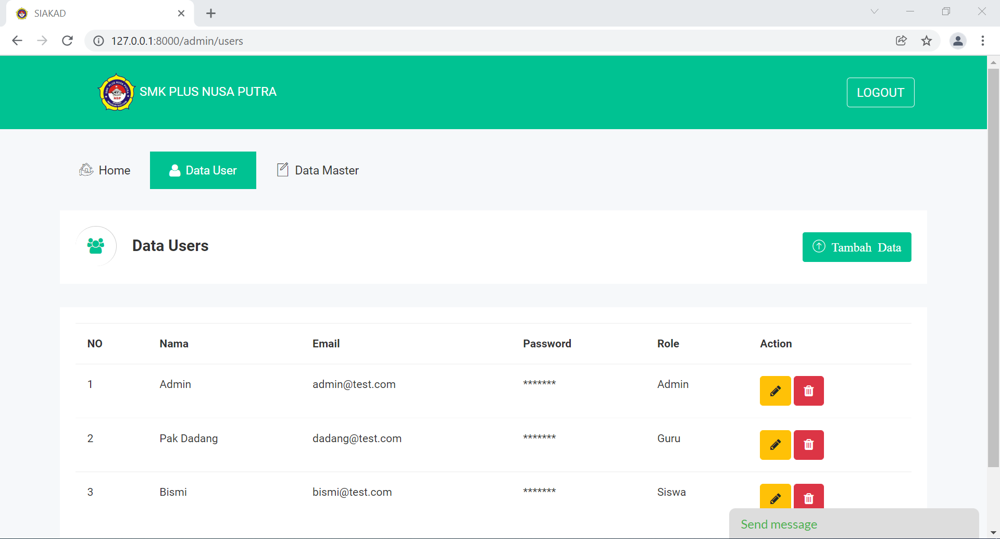 SIAKAD
127.0.0.1:8000/admin/users
SMK PLUS NUSA PUTRA
LOGOUT
Home
Data User
Data Master
Data Users
Tambah Data
NO Nama Email Password Role Action
1 Admin admin@test.com ******* Admin
2 Pak Dadang dadang@test.com ******* Guru
3 Bismi bismi@test.com ******* Siswa
Send message